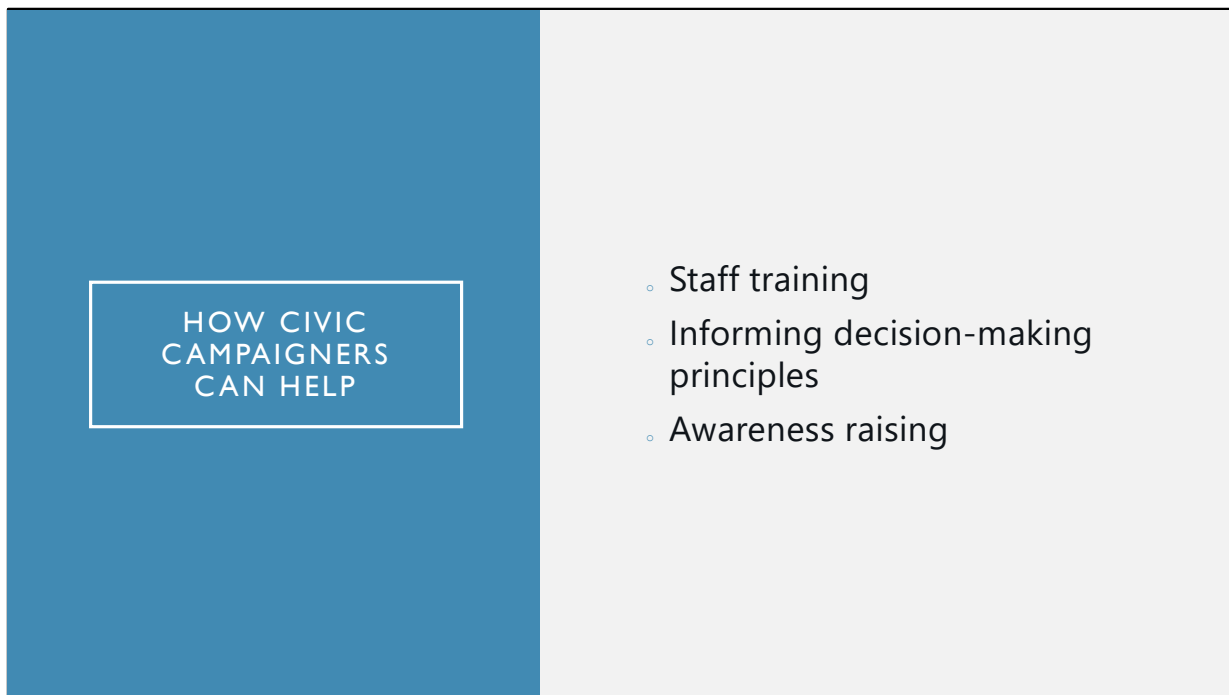 HOW CIVIC
CAMPAIGNERS
CAN HELP
Staff training
Informing decision-making
principles
Awareness raising